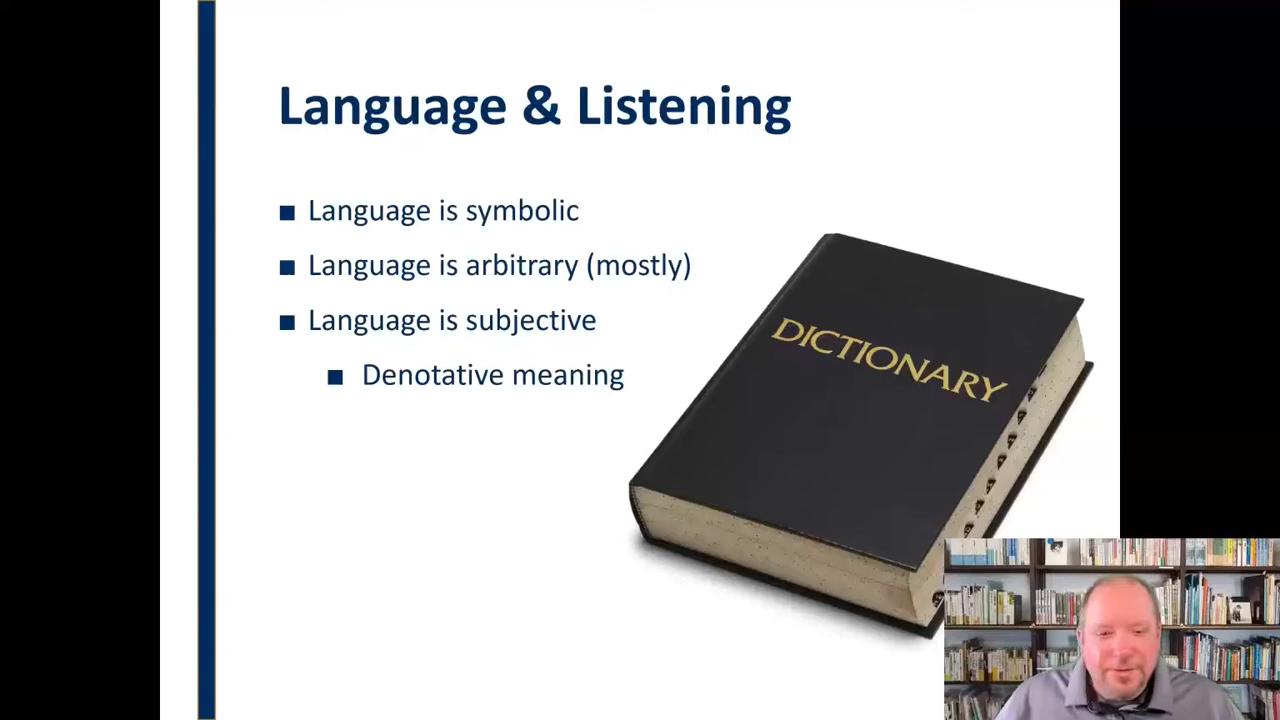 Language & Listening
Language is symbolic
Language is arbitrary (mostly)
Language is subjective
Denotative meaning
DICTIONARY